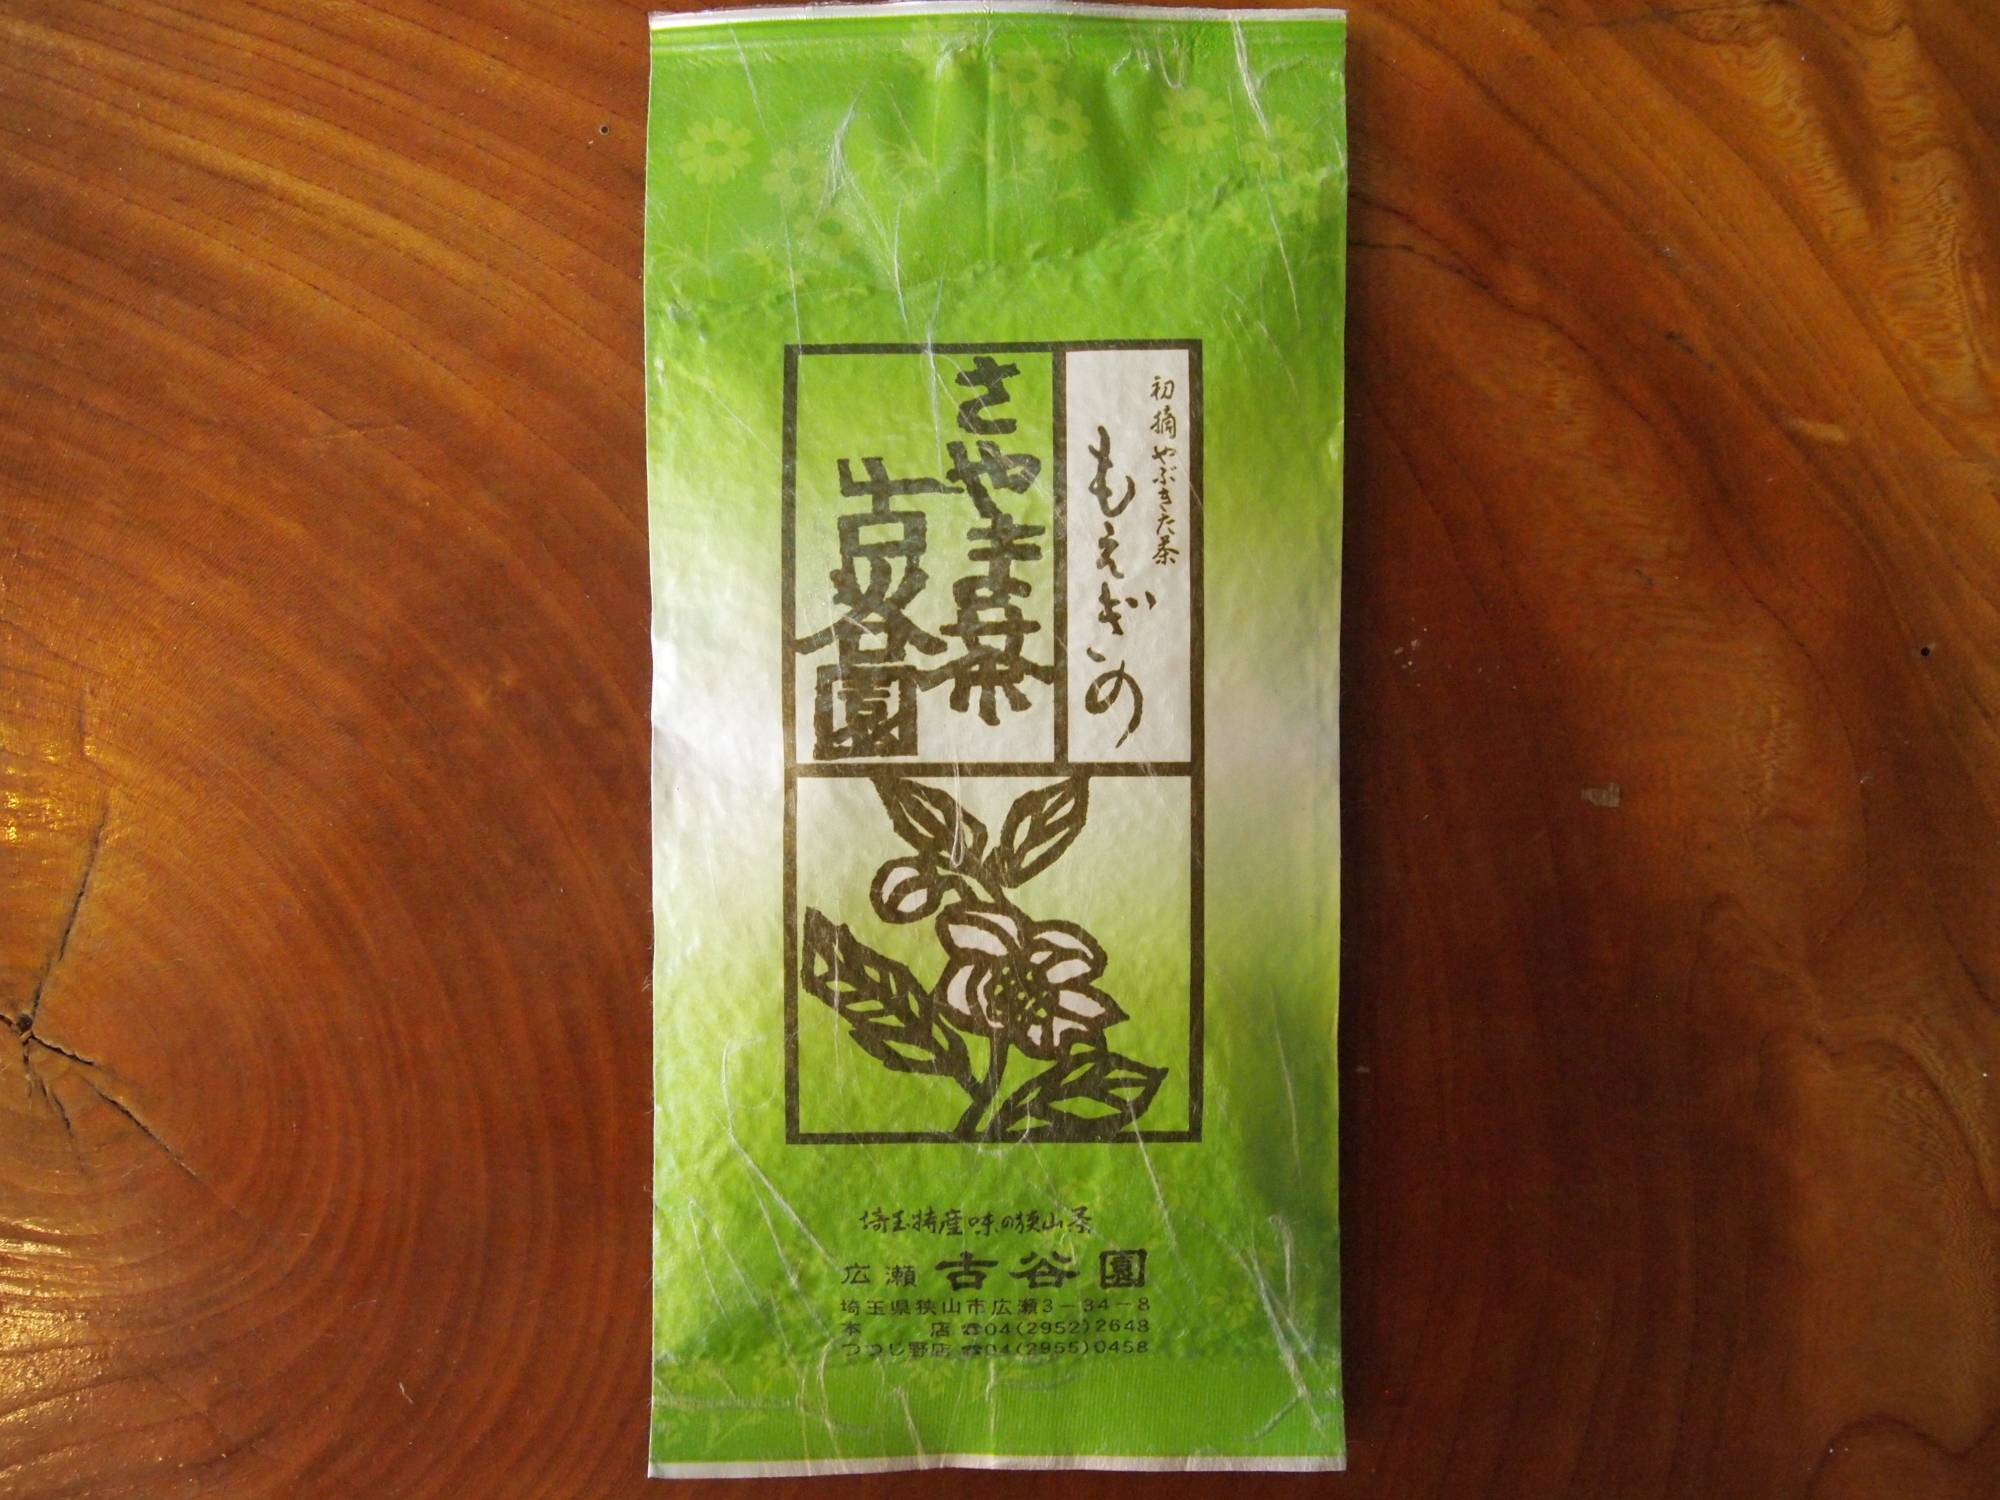 初摘やぶきた茶
もえぎの
さやま茶
古谷園
埼玉特産味の狭山茶
広瀬 古谷園
埼玉県狭山市広瀬3-34-8
本店 ☎04(2952)2648
つつじ野店 ☎04(2955)0458